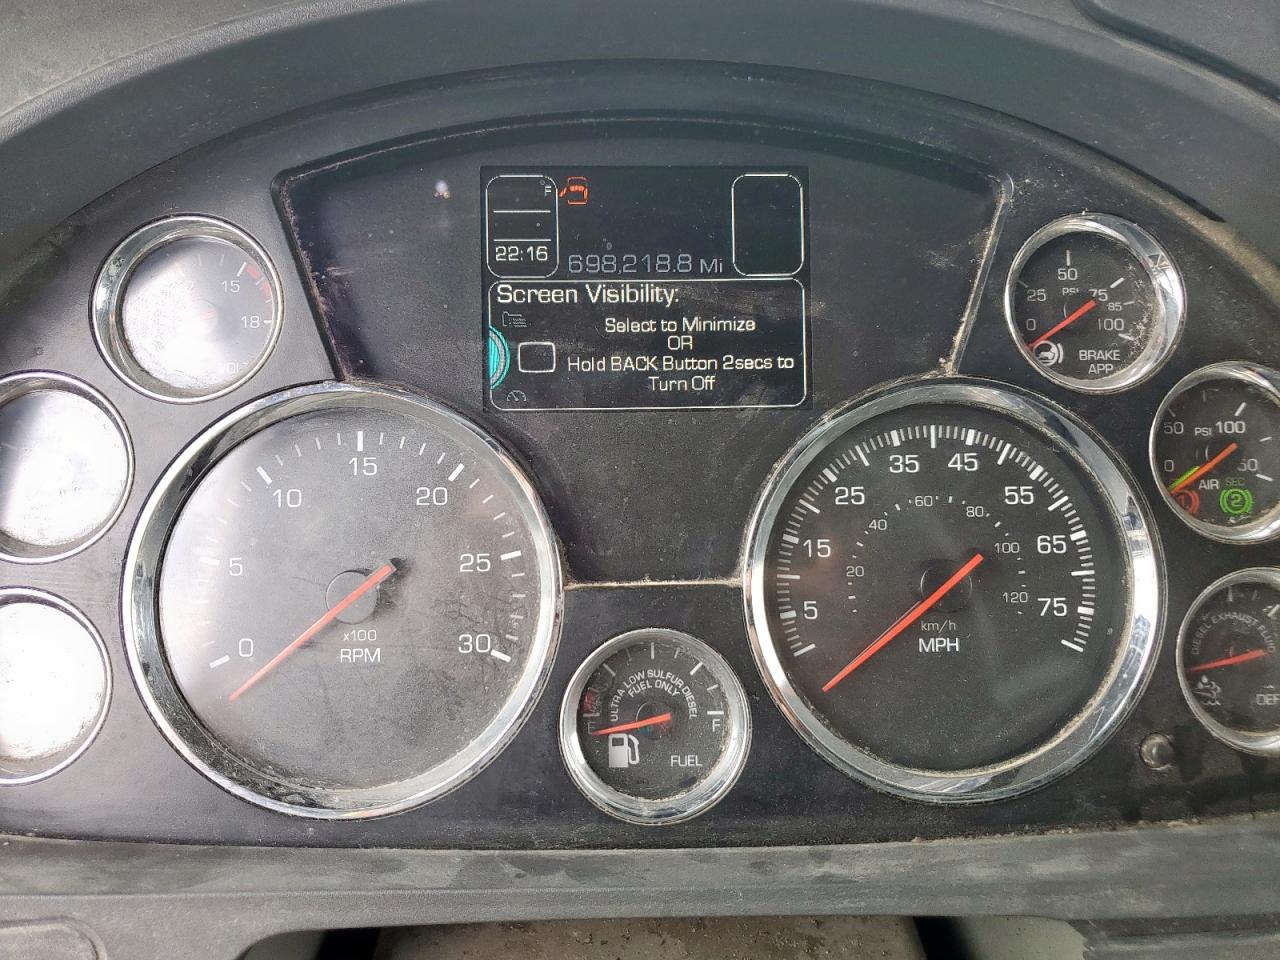 °F
22:16
698,218.8 Mi
Screen Visibility:
Select to Minimize
OR
Hold BACK Button 2secs to
Turn Off
15
18
0
5
10
15
20
25
30
x100
RPM
ULTRA LOW SULFUR DIESEL
FUEL ONLY
E
F
FUEL
5
15
25
35
45
55
65
75
20
40
60
80
100
120
km/h
MPH
0
25
50
75
85
100
PSI
BRAKE
APP
0
50
PSI
100
AIR
SEC
1
2
DIESEL EXHAUST FLUID